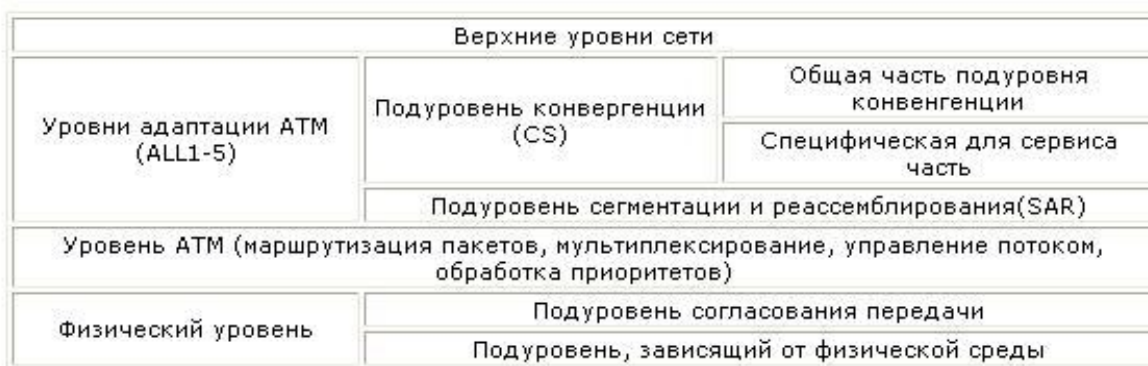 Верхние уровни сети
Уровни адаптации АТМ
(ALL1-5)
Подуровень конвергенции
(CS)
Общая часть подуровня
конвенгенции
Специфическая для сервиса
часть
Подуровень сегментации и реассемблирования(SAR)
Уровень АТМ (маршрутизация пакетов, мультиплексирование, управление потоком,
обработка приоритетов)
Физический уровень
Подуровень согласования передачи
Подуровень, зависящий от физической среды